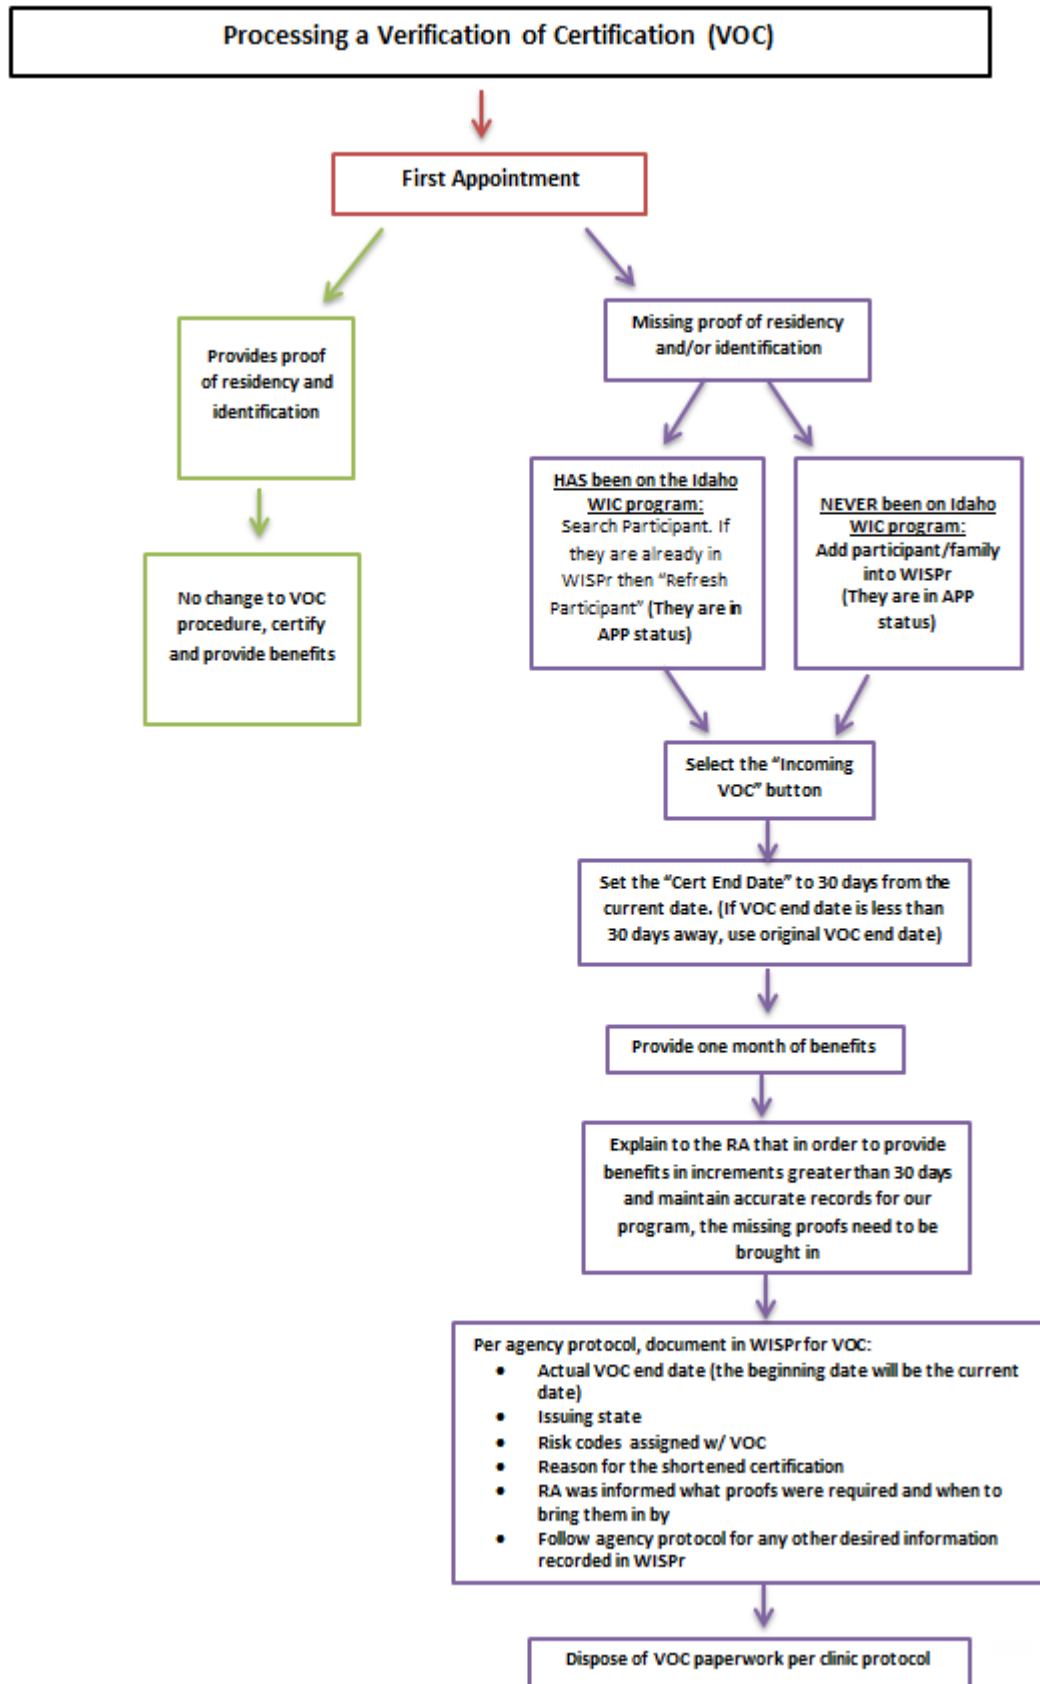 Processing a Verification of Certification (VOC)
First Appointment
Provides proof
of residency and
identification
No change to VOC
procedure, certify
and provide benefits
Missing proof of residency
and/or identification
HAS been on the Idaho
WIC program:
Search Participant. If
they are already in
WISPr then “Refresh
Participant” (They are in
APP status)
NEVER been on Idaho
WIC program:
Add participant/family
into WISPr
(They are in APP
status)
Select the “Incoming
VOC” button
Set the “Cert End Date” to 30 days from the
current date. (If VOC end date is less than
30 days away, use original VOC end date)
Provide one month of benefits
Explain to the RA that in order to provide
benefits in increments greater than 30 days
and maintain accurate records for our
program, the missing proofs need to be
brought in
Per agency protocol, document in WISPr for VOC:
• Actual VOC end date (the beginning date will be the current
date)
• Issuing state
• Risk codes assigned w/ VOC
• Reason for the shortened certification
• RA was informed what proofs were required and when to
bring them in by
• Follow agency protocol for any other desired information
recorded in WISPr
Dispose of VOC paperwork per clinic protocol